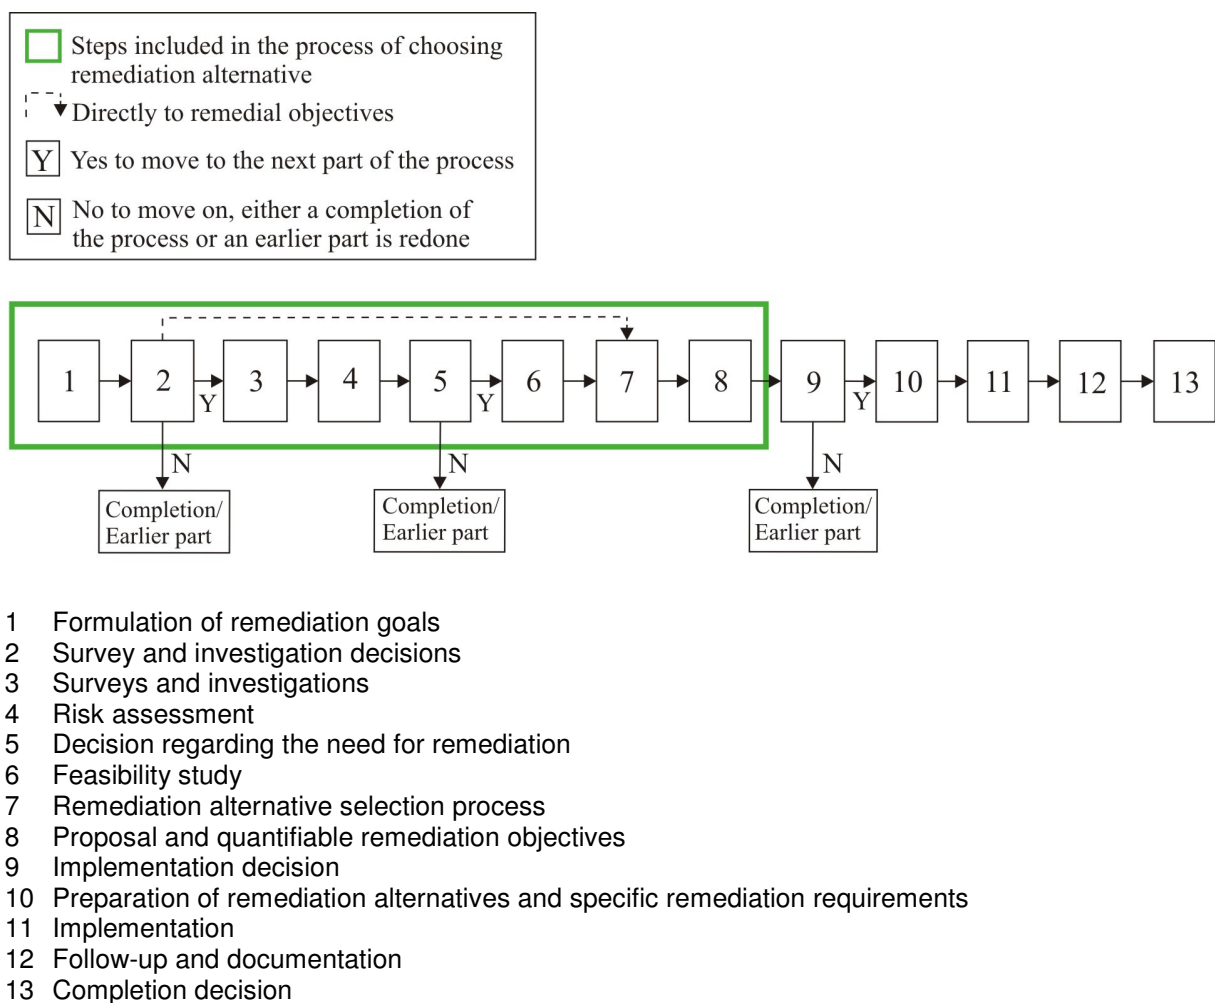 Steps included in the process of choosing
remediation alternative
Directly to remedial objectives
Y Yes to move to the next part of the process
N No to move on, either a completion of
the process or an earlier part is redone
1 2 3 4 5 6 7 8 9 10 11 12 13
Y Y Y
N N N
Completion/
Earlier part
Completion/
Earlier part
Completion/
Earlier part
1 Formulation of remediation goals
2 Survey and investigation decisions
3 Surveys and investigations
4 Risk assessment
5 Decision regarding the need for remediation
6 Feasibility study
7 Remediation alternative selection process
8 Proposal and quantifiable remediation objectives
9 Implementation decision
10 Preparation of remediation alternatives and specific remediation requirements
11 Implementation
12 Follow-up and documentation
13 Completion decision